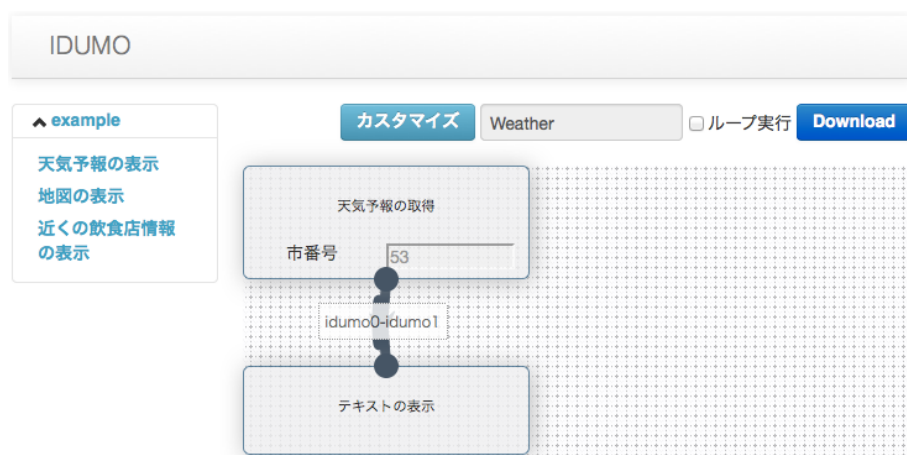 IDUMO
example
天気予報の表示
地図の表示
近くの飲食店情報
の表示
カスタマイズ
Weather
ループ実行
Download
天気予報の取得
市番号
53
idumo0-idumo1
テキストの表示